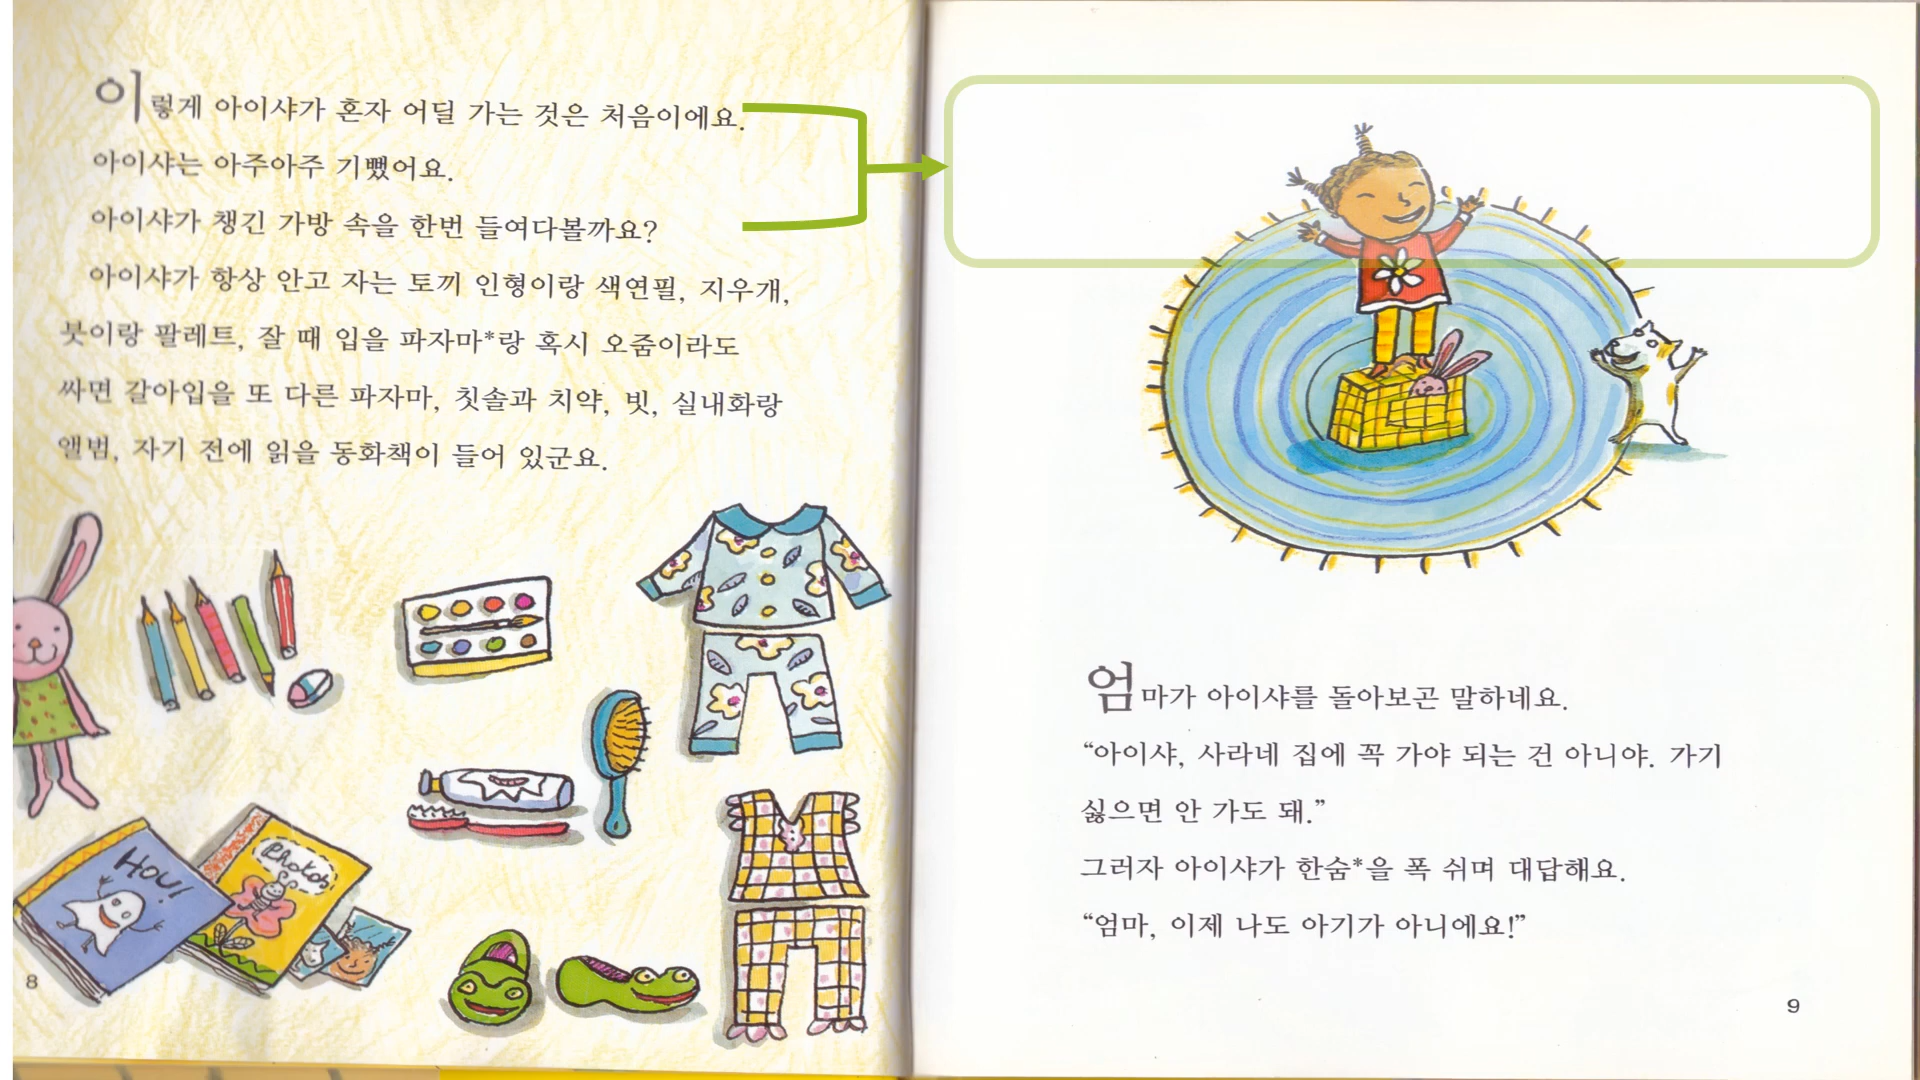 이렇게 아이샤가 혼자 어딜 가는 것은 처음이에요.
아이샤는 아주아주 기뻤어요.
아이샤가 챙긴 가방 속을 한번 들여다볼까요?
아이샤가 항상 안고 자는 토끼 인형이랑 색연필, 지우개,
붓이랑 팔레트, 잘 때 입을 파자마*랑 혹시 오줌이라도
싸면 갈아입을 또 다른 파자마, 칫솔과 치약, 빗, 실내화랑
앨범, 자기 전에 읽을 동화책이 들어 있군요.
HOU!
Photos
8
엄마가 아이샤를 돌아보곤 말하네요.
“아이샤, 사라네 집에 꼭 가야 되는 건 아니야. 가기
싫으면 안 가도 돼.”
그러자 아이샤가 한숨*을 폭 쉬며 대답해요.
“엄마, 이제 나도 아기가 아니에요!”
9